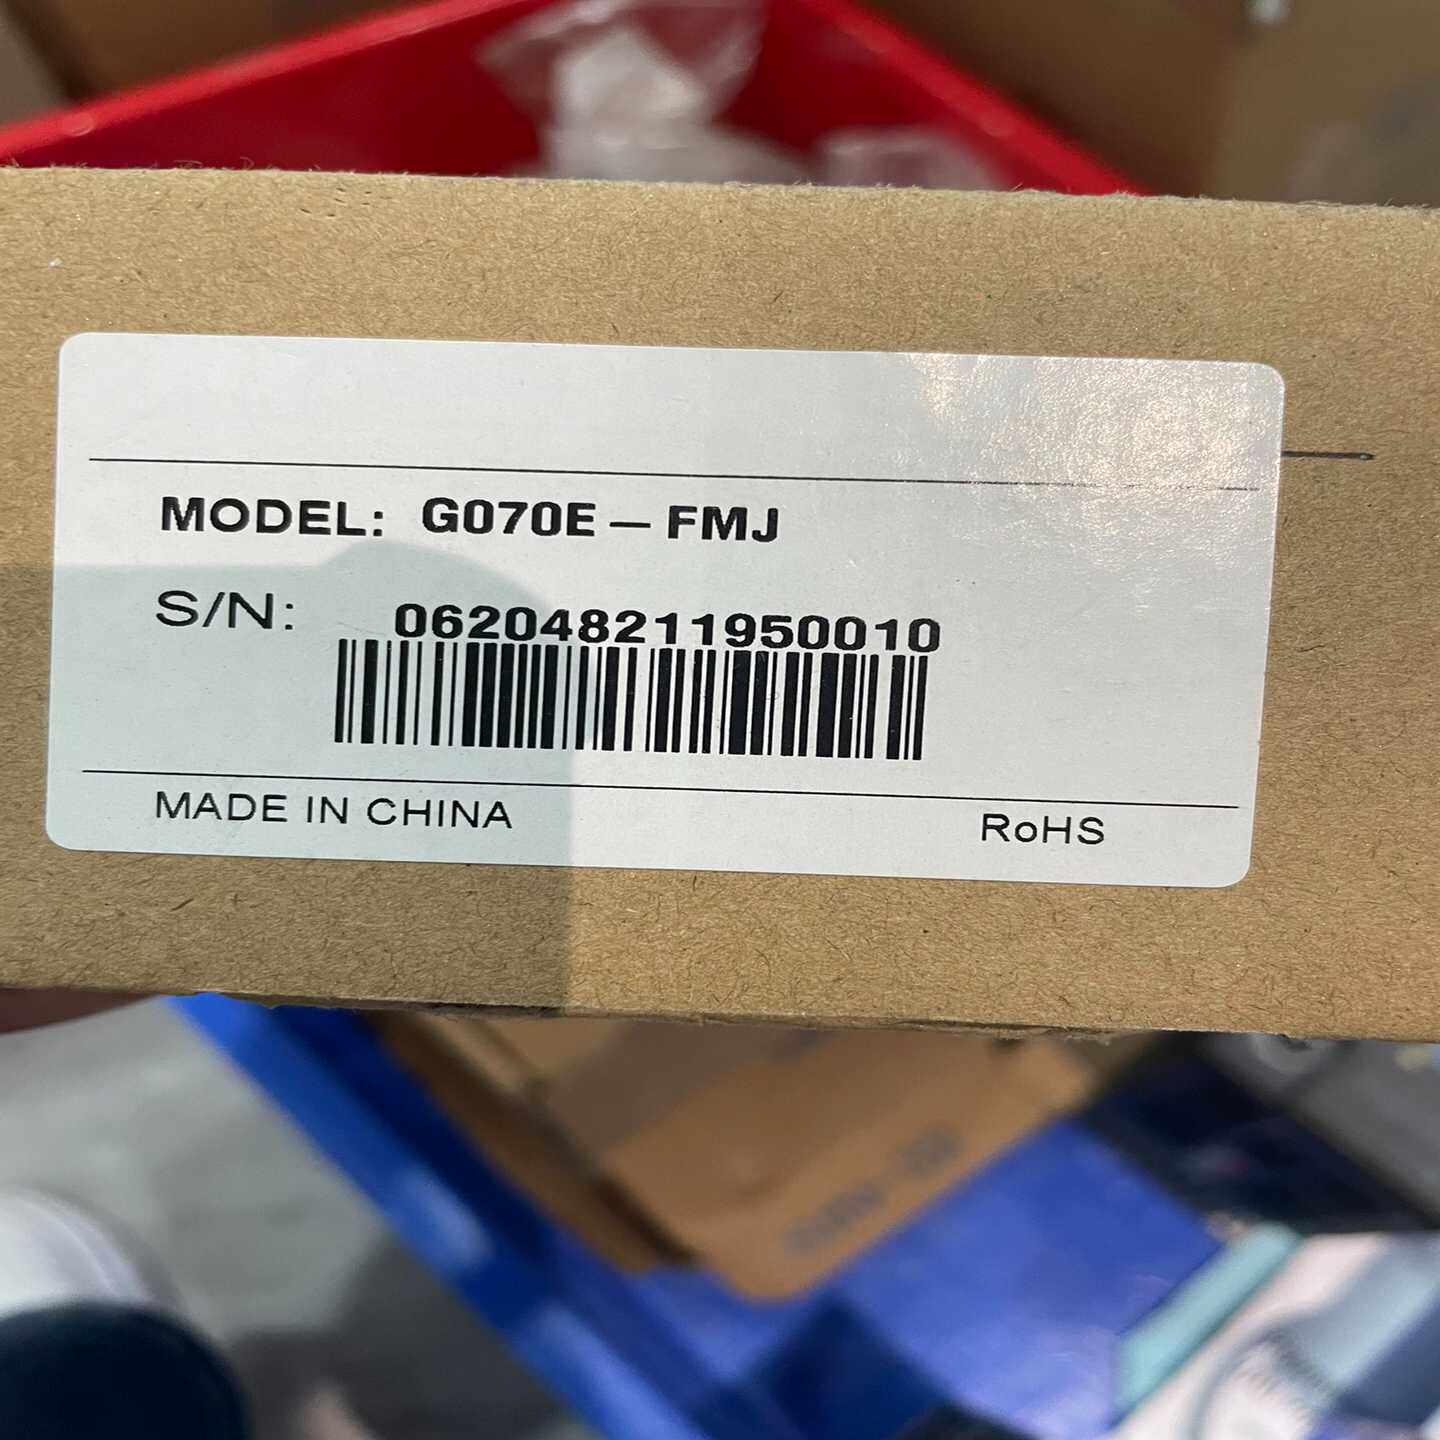 MODEL: G070E－FMJ
S/N: 062048211950010
MADE IN CHINA
RoHS